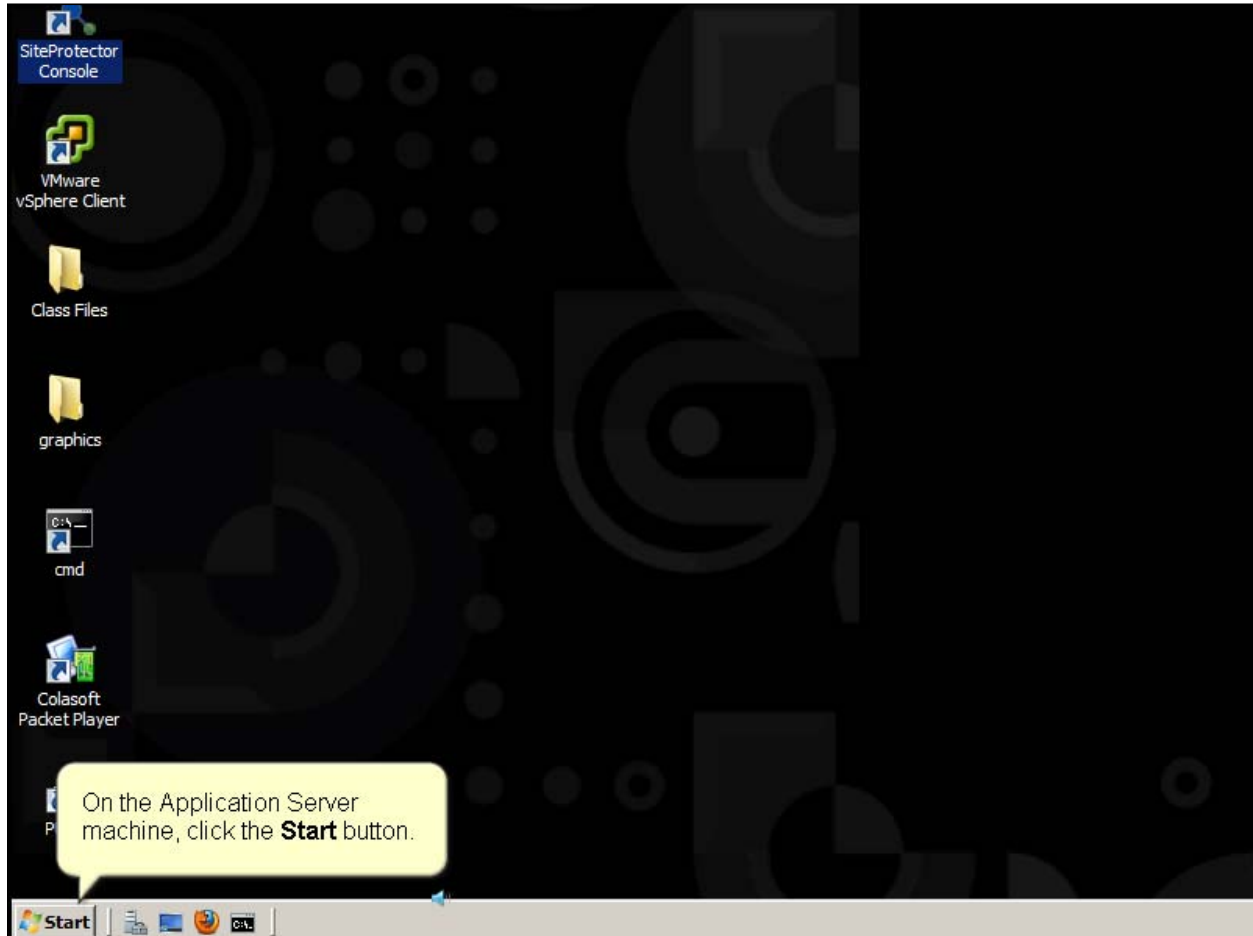 SiteProtector
Console
VMware
vSphere Client
Class Files
graphics
C:\
cmd
Colasoft
Packet Player
On the Application Server
machine, click the Start button.
Start